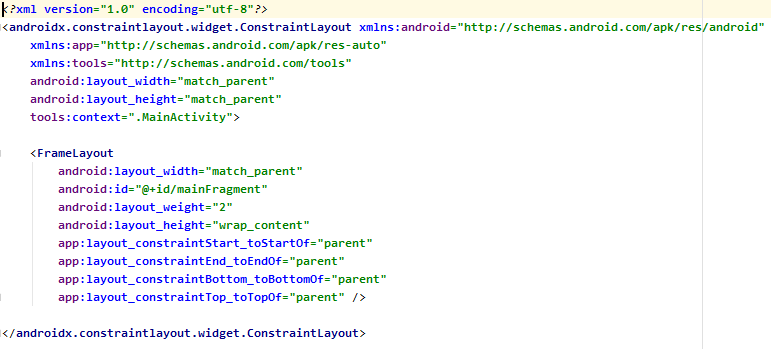 <?xml version="1.0" encoding="utf-8"?>
<androidx.constraintlayout.widget.ConstraintLayout xmlns:android="http://schemas.android.com/apk/res/android"
    xmlns:app="http://schemas.android.com/apk/res-auto"
    xmlns:tools="http://schemas.android.com/tools"
    android:layout_width="match_parent"
    android:layout_height="match_parent"
    tools:context=".MainActivity">

    <FrameLayout
        android:layout_width="match_parent"
        android:id="@+id/mainFragment"
        android:layout_weight="2"
        android:layout_height="wrap_content"
        app:layout_constraintStart_toStartOf="parent"
        app:layout_constraintEnd_toEndOf="parent"
        app:layout_constraintBottom_toBottomOf="parent"
        app:layout_constraintTop_toTopOf="parent" />

</androidx.constraintlayout.widget.ConstraintLayout>